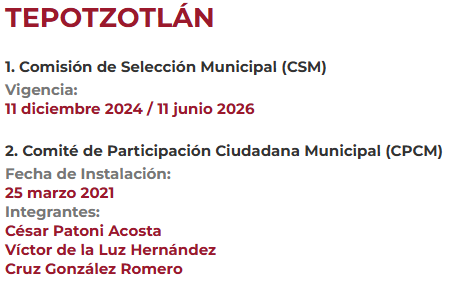 TEPOTZOTLÁN
1. Comisión de Selección Municipal (CSM)
Vigencia:
11 diciembre 2024 / 11 junio 2026
2. Comité de Participación Ciudadana Municipal (CPCM)
Fecha de Instalación:
25 marzo 2021
Integrantes:
César Patoni Acosta
Víctor de la Luz Hernández
Cruz González Romero